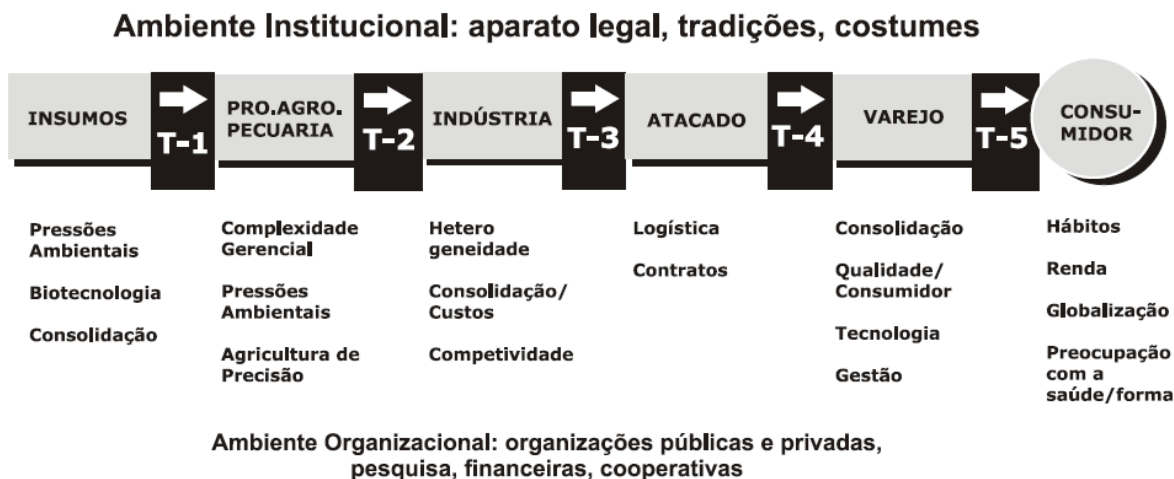 Ambiente Institucional: aparato legal, tradições, costumes
INSUMOS
T-1
PRO.AGRO.
PECUARIA
T-2
INDÚSTRIA
T-3
ATACADO
T-4
VAREJO
T-5
CONSU-
MIDOR
Pressões
Ambientais
Biotecnologia
Consolidação
Complexidade
Gerencial
Pressões
Ambientais
Agricultura de
Precisão
Hetero
geneidade
Consolidação/
Custos
Competividade
Logística
Contratos
Consolidação
Qualidade/
Consumidor
Tecnologia
Gestão
Hábitos
Renda
Globalização
Preocupação
com a
saúde/forma
Ambiente Organizacional: organizações públicas e privadas,
pesquisa, financeiras, cooperativas